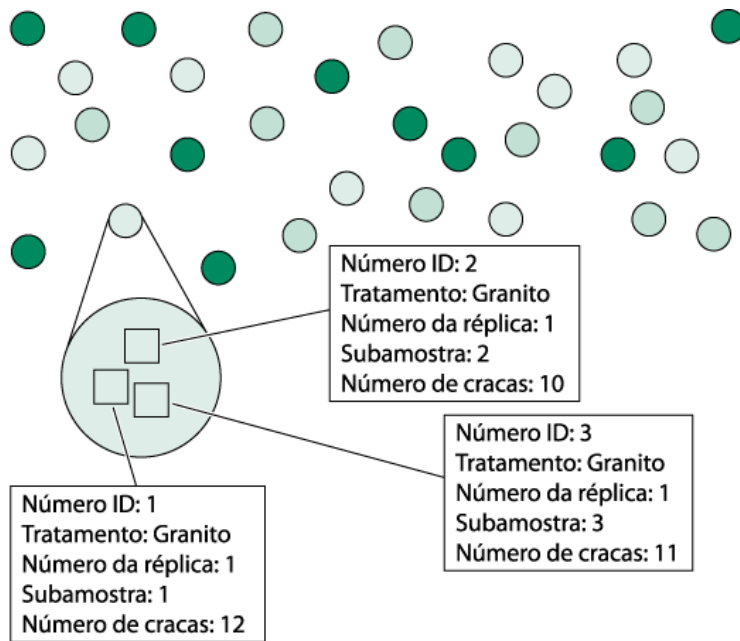 Número ID: 2
Tratamento: Granito
Número da réplica: 1
Subamostra: 2
Número de cracas: 10
Número ID: 3
Tratamento: Granito
Número da réplica: 1
Subamostra: 3
Número de cracas: 11
Número ID: 1
Tratamento: Granito
Número da réplica: 1
Subamostra: 1
Número de cracas: 12